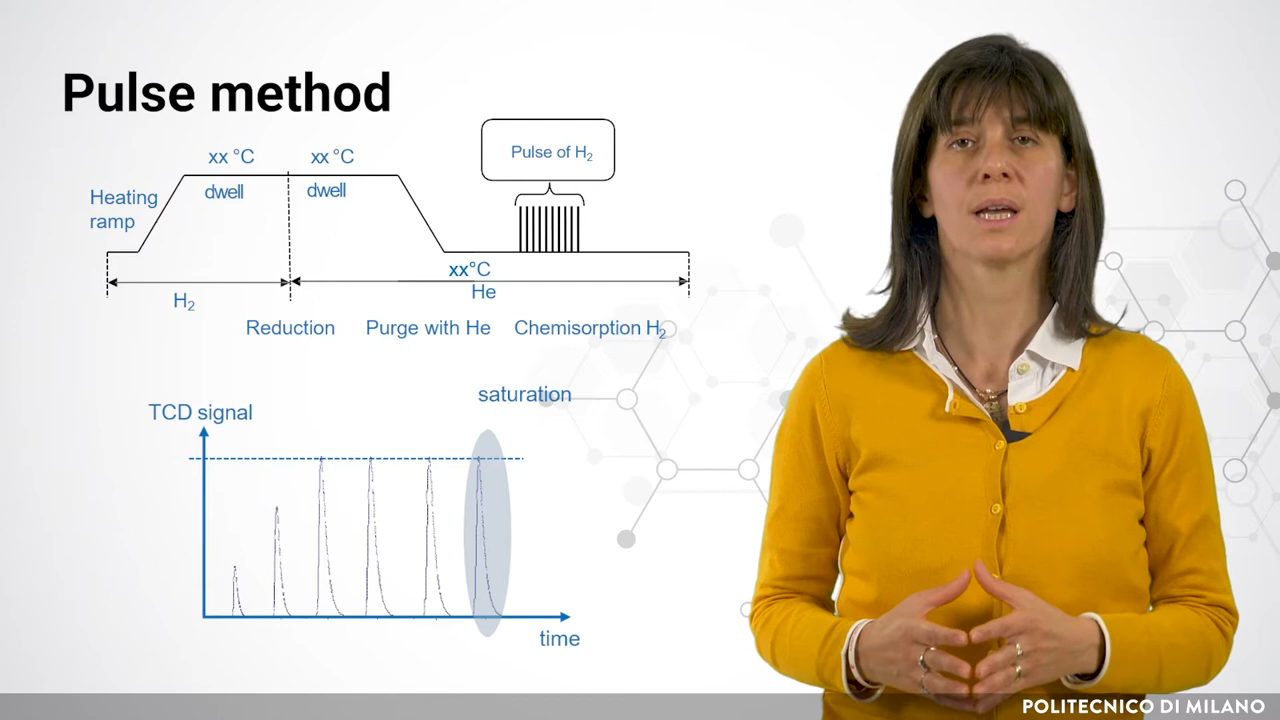 Pulse method
xx °C
xx °C
Pulse of H₂
Heating
ramp
dwell
dwell
xx°C
H₂
He
Reduction
Purge with He
Chemisorption H₂
saturation
TCD signal
time
POLITECNICO DI MILANO